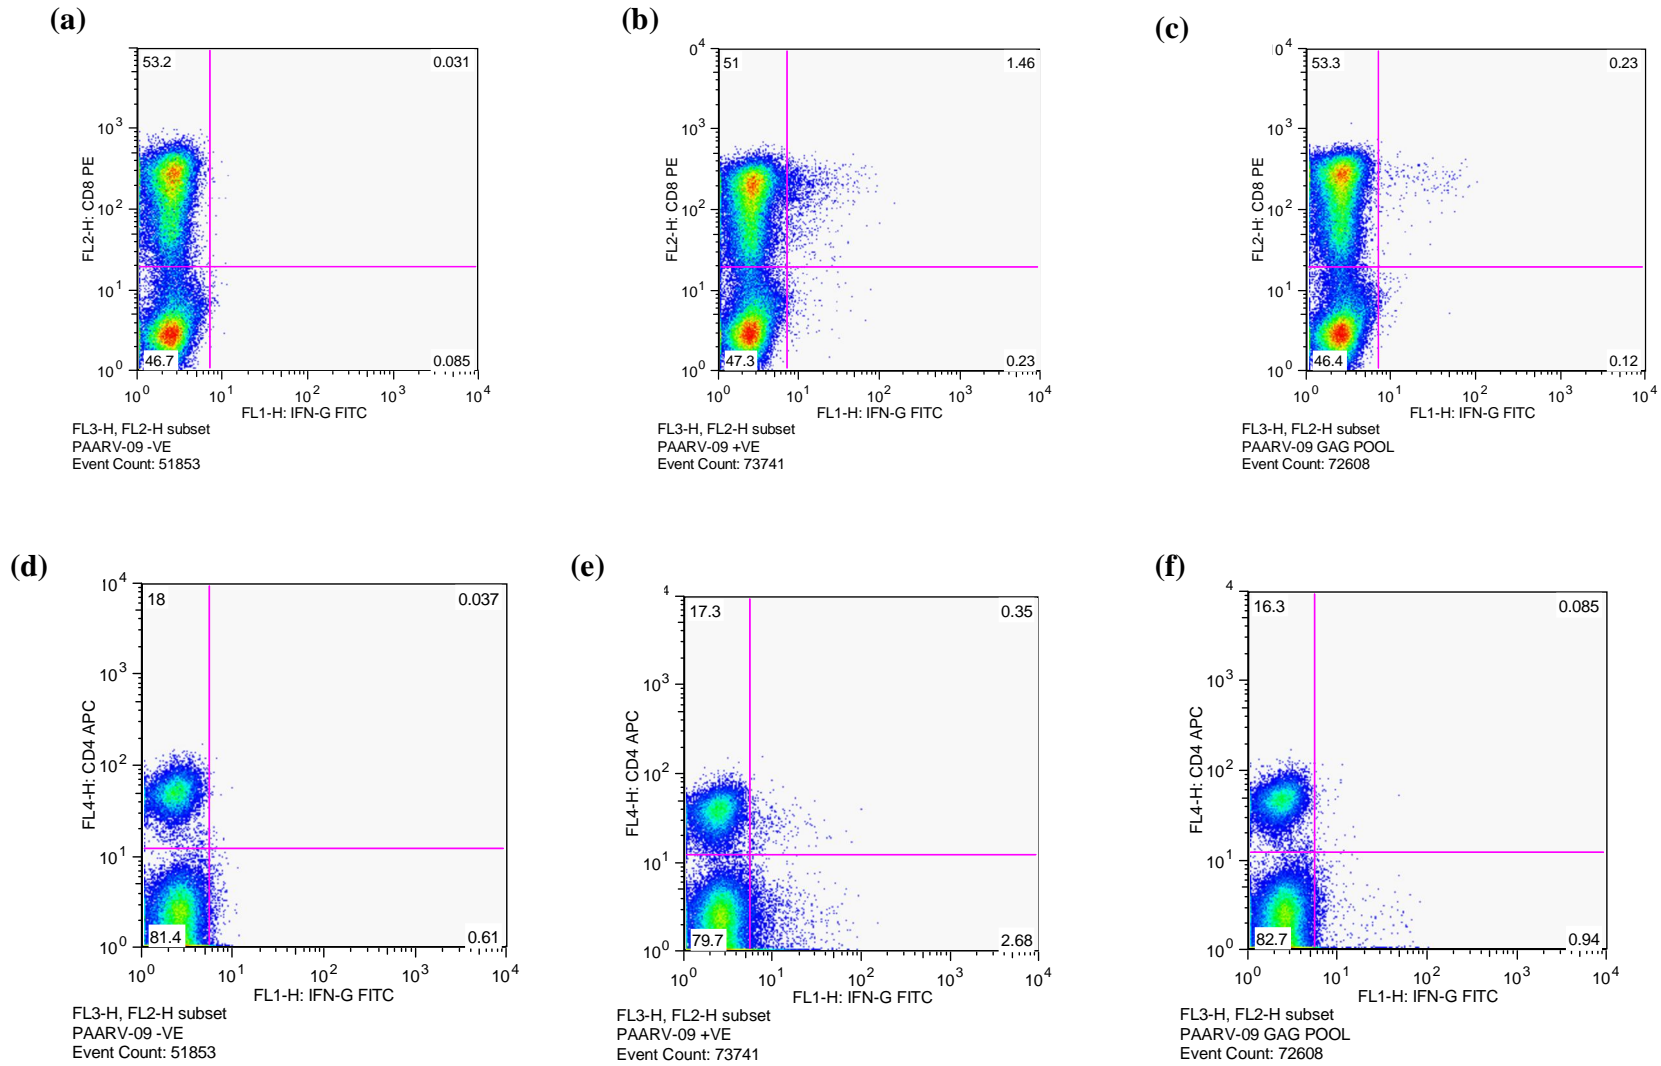 (a)
53.2 0.031
10^3
10^2
10^1
10^0
46.7 0.085
FL2-H: CD8 PE
10^0 10^1 10^2 10^3 10^4
FL1-H: IFN-G FITC
FL3-H, FL2-H subset
PAARV-09 -VE
Event Count: 51853
(b)
0^4
51 1.46
10^3
10^2
10^1
10^0
47.3 0.23
FL2-H: CD8 PE
10^0 10^1 10^2 10^3 10^4
FL1-H: IFN-G FITC
FL3-H, FL2-H subset
PAARV-09 +VE
Event Count: 73741
(c)
0^4
53.3 0.23
10^3
10^2
10^1
10^0
46.4 0.12
FL2-H: CD8 PE
10^0 10^1 10^2 10^3 10^4
FL1-H: IFN-G FITC
FL3-H, FL2-H subset
PAARV-09 GAG POOL
Event Count: 72608
(d)
10^4
18 0.037
10^3
10^2
10^1
10^0
81.4 0.61
FL4-H: CD4 APC
10^0 10^1 10^2 10^3 10^4
FL1-H: IFN-G FITC
FL3-H, FL2-H subset
PAARV-09 -VE
Event Count: 51853
(e)
4
17.3 0.35
10^3
10^2
10^1
10^0
79.7 2.68
FL4-H: CD4 APC
10^0 10^1 10^2 10^3 10^4
FL1-H: IFN-G FITC
FL3-H, FL2-H subset
PAARV-09 +VE
Event Count: 73741
(f)
4
16.3 0.085
10^3
10^2
10^1
10^0
82.7 0.94
FL4-H: CD4 APC
10^0 10^1 10^2 10^3 10^4
FL1-H: IFN-G FITC
FL3-H, FL2-H subset
PAARV-09 GAG POOL
Event Count: 72608